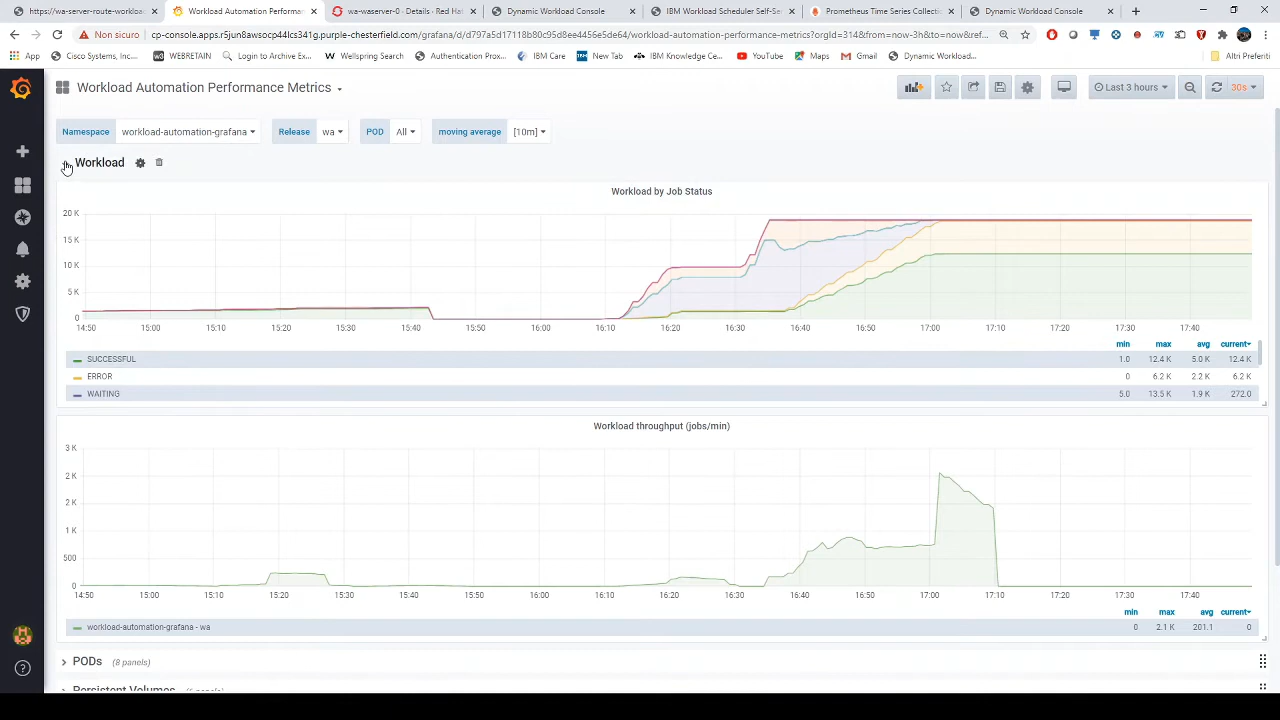 https://wa-server-route-workload
Workload Automation Performan
wa-waserver-0 - Details - Red Hat
Dynamic Workload Console
IBM Workload Scheduler Self-Ser
Prometheus Time Series Collectio
Dynamic Workload Console
Non sicuro
cp-console.apps.r5jun8awsocp44lcs341g.purple-chesterfield.com/grafana/d/d797a5d17118b80c95d8ee4456e5de64/workload-automation-performance-metrics?orgId=314&from=now-3h&to=now&ref...
App
Cisco Systems, Inc...
WEBRETAIN
Login to Archive Ex...
Authentication Prox...
IBM Care
New Tab
IBM Knowledge Ce...
Wellspring Search
YouTube
Maps
Gmail
Dynamic Workload...
Altri Preferiti
Workload Automation Performance Metrics
Last 3 hours
30s
Namespace workload-automation-grafana
Release wa
POD All
moving average [10m]
Workload
Workload by Job Status
20 K
15 K
10 K
5 K
0
14:50 15:00 15:10 15:20 15:30 15:40 15:50 16:00 16:10 16:20 16:30 16:40 16:50 17:00 17:10 17:20 17:30 17:40
min max avg current
SUCCESSFUL 1.0 12.4 K 5.0 K 12.4 K
ERROR 0 6.2 K 2.2 K 6.2 K
WAITING 5.0 13.5 K 1.9 K 272.0
Workload throughput (jobs/min)
3 K
2 K
2 K
1 K
500
0
14:50 15:00 15:10 15:20 15:30 15:40 15:50 16:00 16:10 16:20 16:30 16:40 16:50 17:00 17:10 17:20 17:30 17:40
min max avg current
workload-automation-grafana - wa 0 2.1 K 201.1 0
PODs (8 panels)
Persistent Volumes